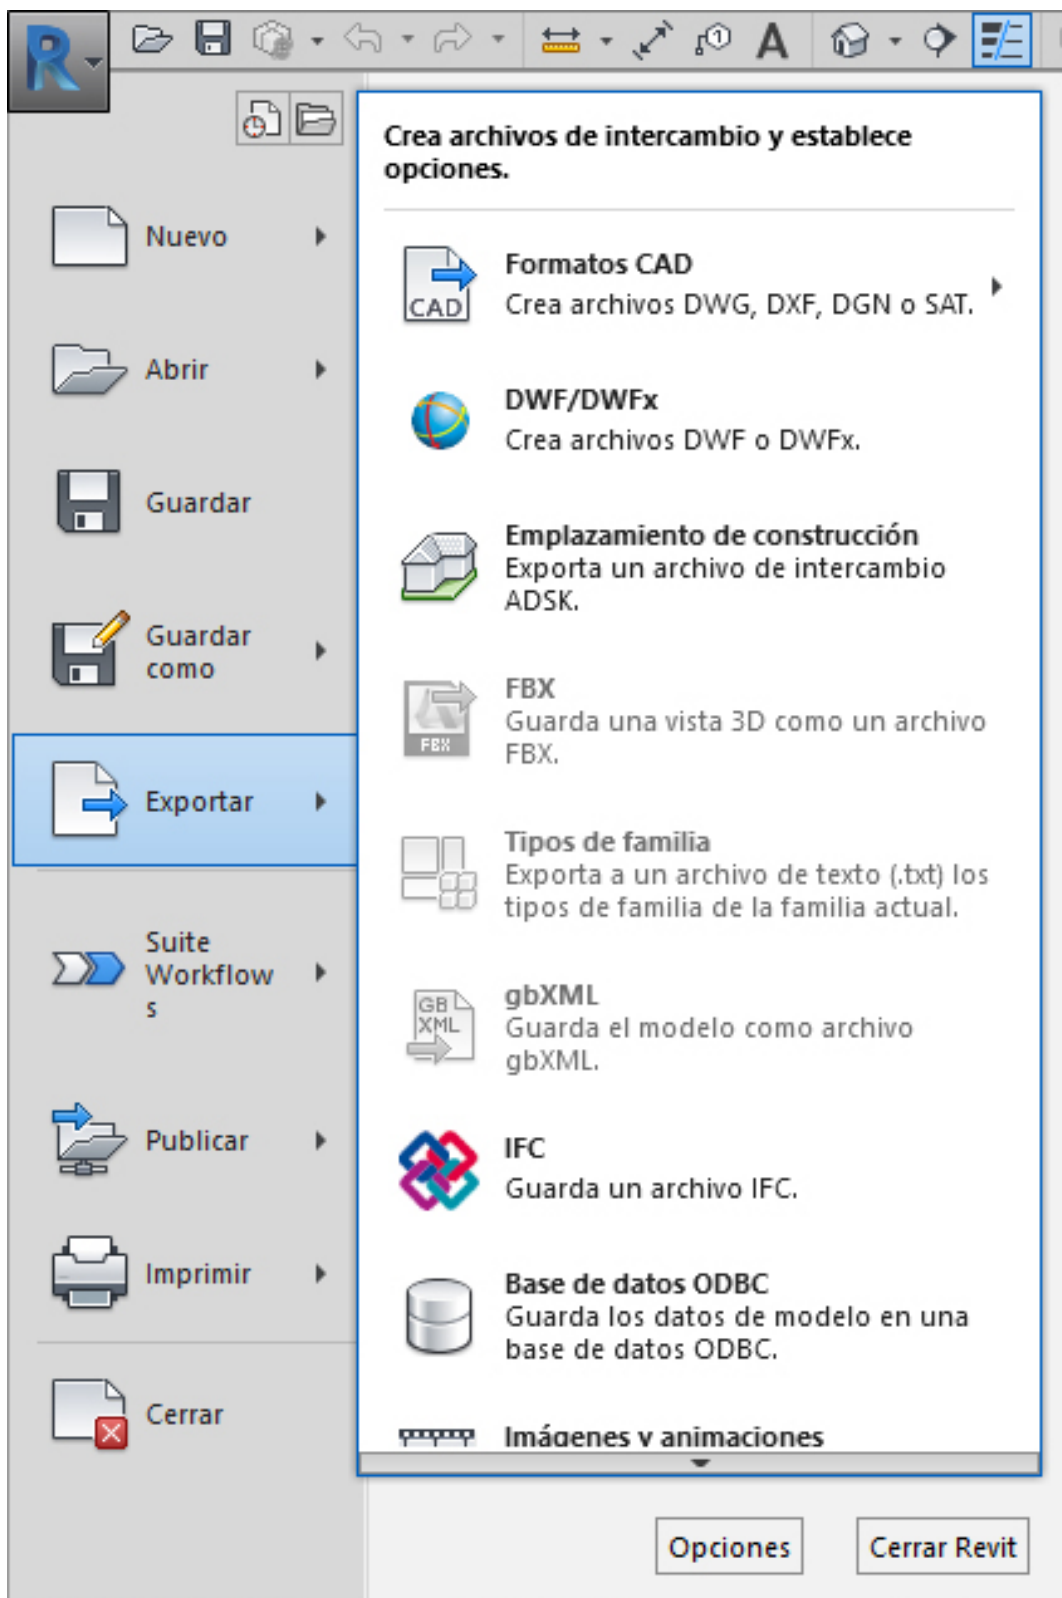 R
A
Crea archivos de intercambio y establece
opciones.
Nuevo
Abrir
Guardar
Guardar
como
Exportar
Suite
Workflow
s
Publicar
Imprimir
Cerrar
CAD
Formatos CAD
Crea archivos DWG, DXF, DGN o SAT.
DWF/DWFx
Crea archivos DWF o DWFx.
Emplazamiento de construcción
Exporta un archivo de intercambio
ADSK.
FBX
FBX
Guarda una vista 3D como un archivo
FBX.
Tipos de familia
Exporta a un archivo de texto (.txt) los
tipos de familia de la familia actual.
GB
XML
gbXML
Guarda el modelo como archivo
gbXML.
IFC
Guarda un archivo IFC.
Base de datos ODBC
Guarda los datos de modelo en una
base de datos ODBC.
Imágenes y animaciones
Opciones
Cerrar Revit